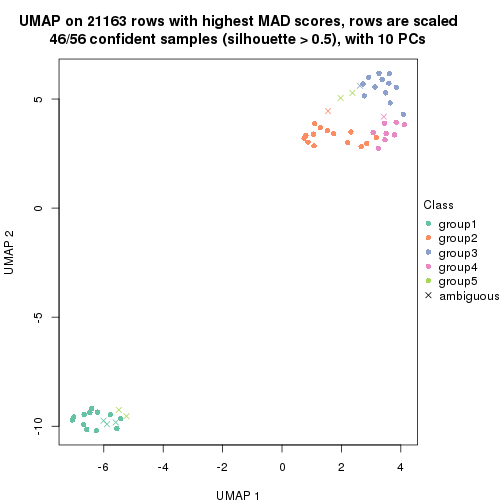 UMAP on 21163 rows with highest MAD scores, rows are scaled
46/56 confident samples (silhouette > 0.5), with 10 PCs
5
0
-5
-10
UMAP 2
-6
-4
-2
0
2
4
UMAP 1
Class
group1
group2
group3
group4
group5
ambiguous